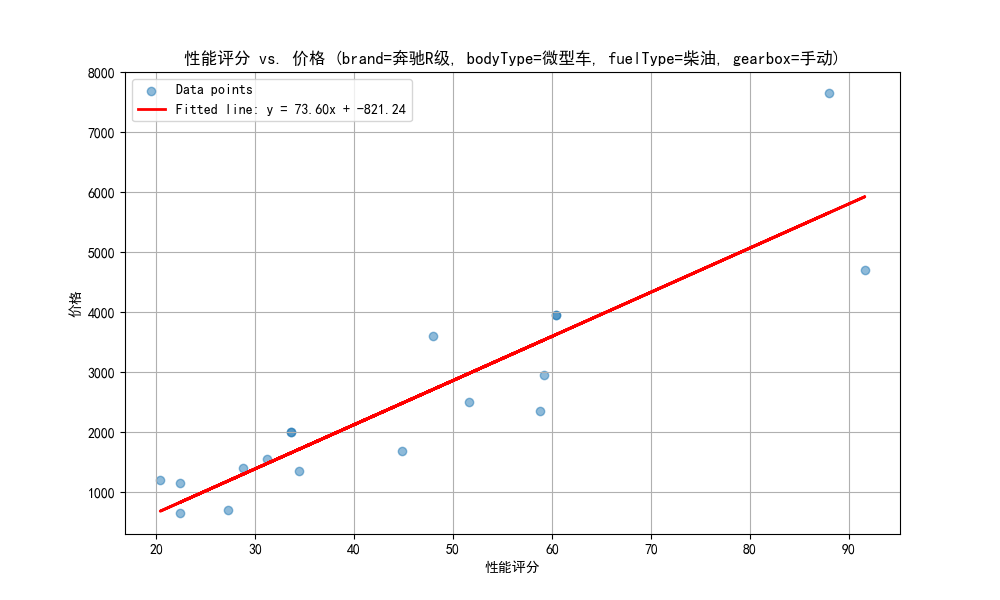 性能评分 vs. 价格 (brand=奔驰R级, bodyType=微型车, fuelType=柴油, gearbox=手动)
Data points
Fitted line: y = 73.60x + -821.24
8000
7000
6000
5000
4000
3000
2000
1000
价格
20 30 40 50 60 70 80 90
性能评分